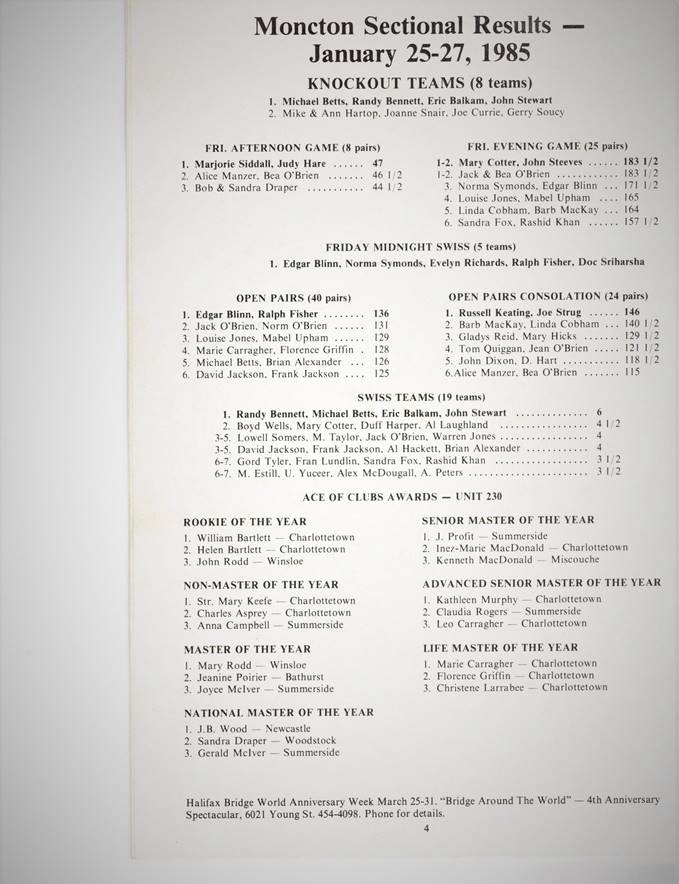 Moncton Sectional Results —
January 25-27, 1985
KNOCKOUT TEAMS (8 teams)
1. Michael Betts, Randy Bennett, Eric Balkam, John Stewart
2. Mike & Ann Hartop, Joanne Snair, Joe Currie, Gerry Soucy
FRI. AFTERNOON GAME (8 pairs)
1. Marjorie Siddall, Judy Hare ...... 47
2. Alice Manzer, Bea O'Brien ....... 46 1/2
3. Bob & Sandra Draper ........... 44 1/2
FRI. EVENING GAME (25 pairs)
1-2. Mary Cotter, John Steeves ...... 183 1/2
1-2. Jack & Bea O'Brien ............ 183 1/2
3. Norma Symonds, Edgar Blinn ... 171 1/2
4. Louise Jones, Mabel Upham .... 165
5. Linda Cobham, Barb MacKay ... 164
6. Sandra Fox, Rashid Khan ...... 157 1/2
FRIDAY MIDNIGHT SWISS (5 teams)
1. Edgar Blinn, Norma Symonds, Evelyn Richards, Ralph Fisher, Doc Sriharsha
OPEN PAIRS (40 pairs)
1. Edgar Blinn, Ralph Fisher ........ 136
2. Jack O'Brien, Norm O'Brien ...... 131
3. Louise Jones, Mabel Upham ...... 129
4. Marie Carragher, Florence Griffin . 128
5. Michael Betts, Brian Alexander ... 126
6. David Jackson, Frank Jackson .... 125
OPEN PAIRS CONSOLATION (24 pairs)
1. Russell Keating, Joe Strug ...... 146
2. Barb MacKay, Linda Cobham ... 140 1/2
3. Gladys Reid, Mary Hicks ....... 129 1/2
4. Tom Quiggan, Jean O'Brien ..... 121 1/2
5. John Dixon, D. Hart ........... 118 1/2
6.Alice Manzer, Bea O'Brien ....... 115
SWISS TEAMS (19 teams)
1. Randy Bennett, Michael Betts, Eric Balkam, John Stewart .............. 6
2. Boyd Wells, Mary Cotter, Duff Harper, Al Laughland ................. 4 1/2
3-5. Lowell Somers, M. Taylor, Jack O'Brien, Warren Jones ................. 4
3-5. David Jackson, Frank Jackson, Al Hackett, Brian Alexander ............ 4
6-7. Gord Tyler, Fran Lundlin, Sandra Fox, Rashid Khan .................. 3 1/2
6-7. M. Estill, U. Yuceer, Alex McDougall, A. Peters ....................... 3 1/2
ACE OF CLUBS AWARDS — UNIT 230
ROOKIE OF THE YEAR
1. William Bartlett — Charlottetown
2. Helen Bartlett — Charlottetown
3. John Rodd — Winsloe
NON-MASTER OF THE YEAR
1. Str. Mary Keefe — Charlottetown
2. Charles Asprey — Charlottetown
3. Anna Campbell — Summerside
MASTER OF THE YEAR
1. Mary Rodd — Winsloe
2. Jeanine Poirier — Bathurst
3. Joyce McIver — Summerside
NATIONAL MASTER OF THE YEAR
1. J.B. Wood — Newcastle
2. Sandra Draper — Woodstock
3. Gerald McIver — Summerside
SENIOR MASTER OF THE YEAR
1. J. Profit — Summerside
2. Inez-Marie MacDonald — Charlottetown
3. Kenneth MacDonald — Miscouche
ADVANCED SENIOR MASTER OF THE YEAR
1. Kathleen Murphy — Charlottetown
2. Claudia Rogers — Summerside
3. Leo Carragher — Charlottetown
LIFE MASTER OF THE YEAR
1. Marie Carragher — Charlottetown
2. Florence Griffin — Charlottetown
3. Christene Larrabee — Charlottetown
Halifax Bridge World Anniversary Week March 25-31. "Bridge Around The World" — 4th Anniversary
Spectacular, 6021 Young St. 454-4098. Phone for details.
4